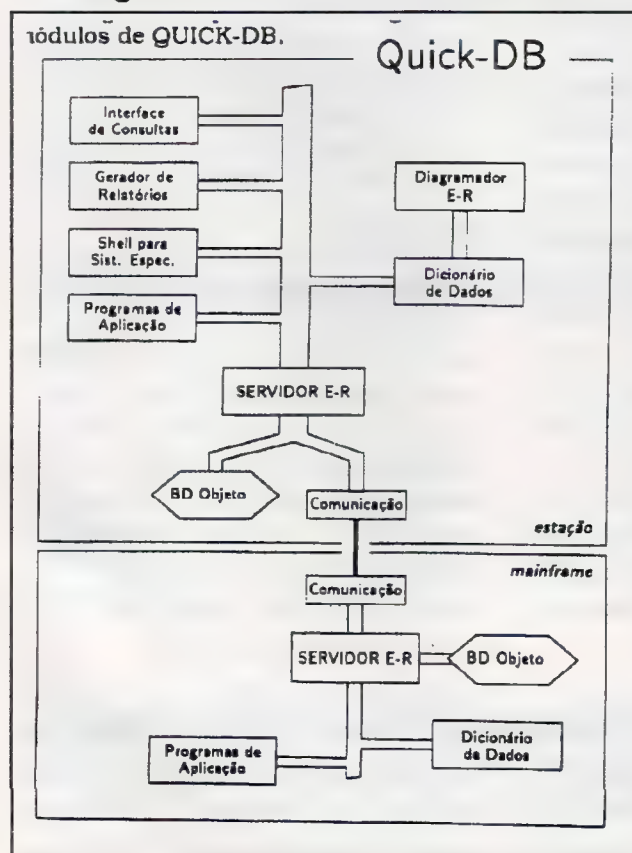 módulos de QUICK-DB.
Quick-DB
Interface
de Consultas
Gerador de
Relatórios
Shell para
Sist. Espec.
Programas de
Aplicação
Diagramador
E-R
Dicionário
de Dados
SERVIDOR E-R
BD Objeto
Comunicação
estação
mainframe
Comunicação
SERVIDOR E-R
BD Objeto
Programas de
Aplicação
Dicionário
de Dados